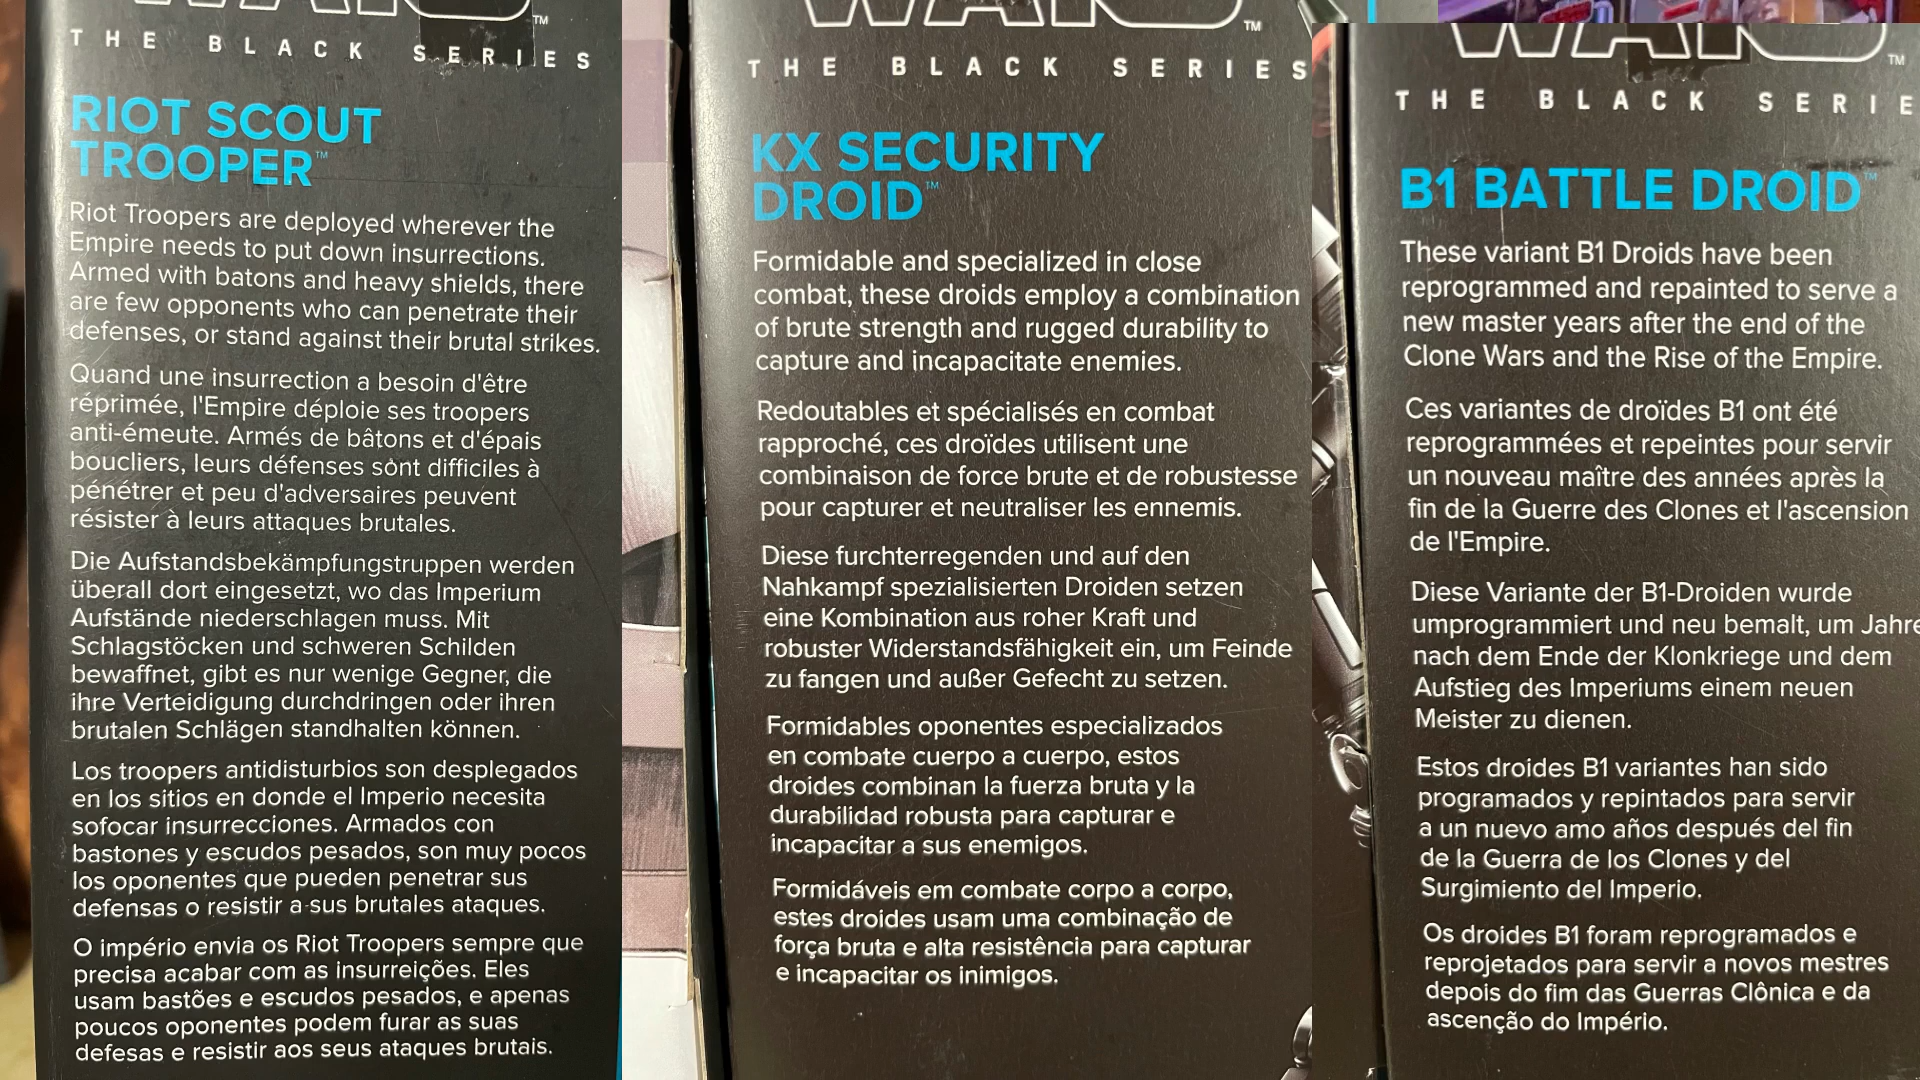 THE BLACK SERIES
RIOT SCOUT
TROOPER™
Riot Troopers are deployed wherever the
Empire needs to put down insurrections.
Armed with batons and heavy shields, there
are few opponents who can penetrate their
defenses, or stand against their brutal strikes.
Quand une insurrection a besoin d'être
réprimée, l'Empire déploie ses troopers
anti-émeute. Armés de bâtons et d'épais
boucliers, leurs défenses sont difficiles à
pénétrer et peu d'adversaires peuvent
résister à leurs attaques brutales.
Die Aufstandsbekämpfungstruppen werden
überall dort eingesetzt, wo das Imperium
Aufstände niederschlagen muss. Mit
Schlagstöcken und schweren Schilden
bewaffnet, gibt es nur wenige Gegner, die
ihre Verteidigung durchdringen oder ihren
brutalen Schlägen standhalten können.
Los troopers antidisturbios son desplegados
en los sitios en donde el Imperio necesita
sofocar insurrecciones. Armados con
bastones y escudos pesados, son muy pocos
los oponentes que pueden penetrar sus
defensas o resistir a sus brutales ataques.
O império envia os Riot Troopers sempre que
precisa acabar com as insurreições. Eles
usam bastões e escudos pesados, e apenas
poucos oponentes podem furar as suas
defesas e resistir aos seus ataques brutais.
WARS™
THE BLACK SERIES
KX SECURITY
DROID™
Formidable and specialized in close
combat, these droids employ a combination
of brute strength and rugged durability to
capture and incapacitate enemies.
Redoutables et spécialisés en combat
rapproché, ces droïdes utilisent une
combinaison de force brute et de robustesse
pour capturer et neutraliser les ennemis.
Diese furchterregenden und auf den
Nahkampf spezialisierten Droiden setzen
eine Kombination aus roher Kraft und
robuster Widerstandsfähigkeit ein, um Feinde
zu fangen und außer Gefecht zu setzen.
Formidables oponentes especializados
en combate cuerpo a cuerpo, estos
droides combinan la fuerza bruta y la
durabilidad robusta para capturar e
incapacitar a sus enemigos.
Formidáveis em combate corpo a corpo,
estes droides usam uma combinação de
força bruta e alta resistência para capturar
e incapacitar os inimigos.
WARS™
THE BLACK SERIE
B1 BATTLE DROID™
These variant B1 Droids have been
reprogrammed and repainted to serve a
new master years after the end of the
Clone Wars and the Rise of the Empire.
Ces variantes de droïdes B1 ont été
reprogrammées et repeintes pour servir
un nouveau maître des années après la
fin de la Guerre des Clones et l'ascension
de l'Empire.
Diese Variante der B1-Droiden wurde
umprogrammiert und neu bemalt, um Jahre
nach dem Ende der Klonkriege und dem
Aufstieg des Imperiums einem neuen
Meister zu dienen.
Estos droides B1 variantes han sido
programados y repintados para servir
a un nuevo amo años después del fin
de la Guerra de los Clones y del
Surgimiento del Imperio.
Os droides B1 foram reprogramados e
reprojetados para servir a novos mestres
depois do fim das Guerras Clônica e da
ascenção do Império.